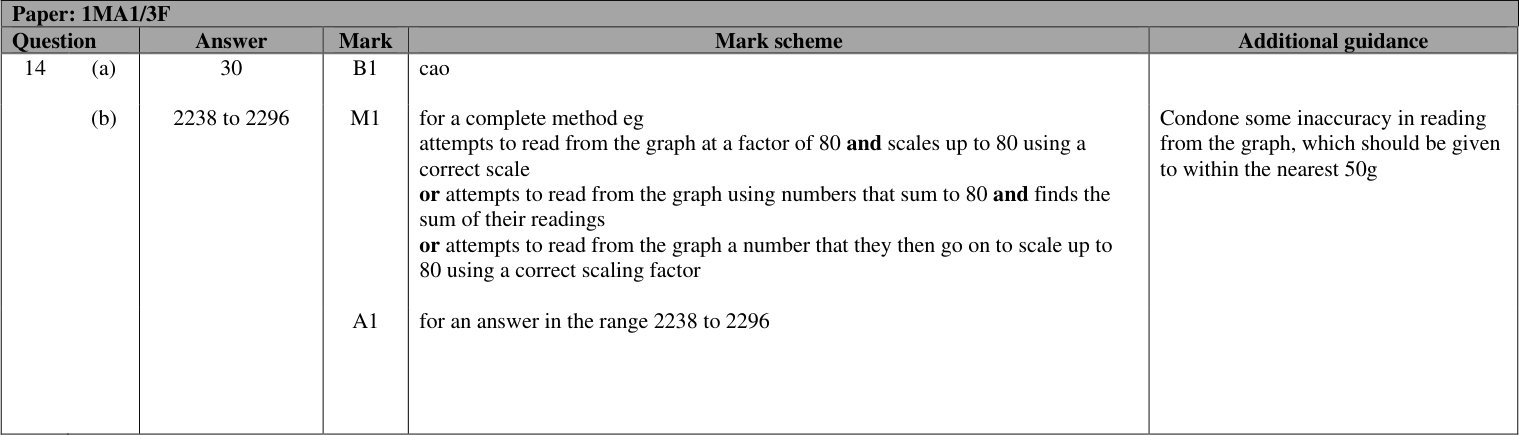 Paper: 1MA1/3F
Question Answer Mark Mark scheme Additional guidance
14 (a) 30 B1 cao
(b) 2238 to 2296 M1 for a complete method eg Condone some inaccuracy in reading
attempts to read from the graph at a factor of 80 and scales up to 80 using a from the graph, which should be given
correct scale to within the nearest 50g
or attempts to read from the graph using numbers that sum to 80 and finds the
sum of their readings
or attempts to read from the graph a number that they then go on to scale up to
80 using a correct scaling factor
A1 for an answer in the range 2238 to 2296